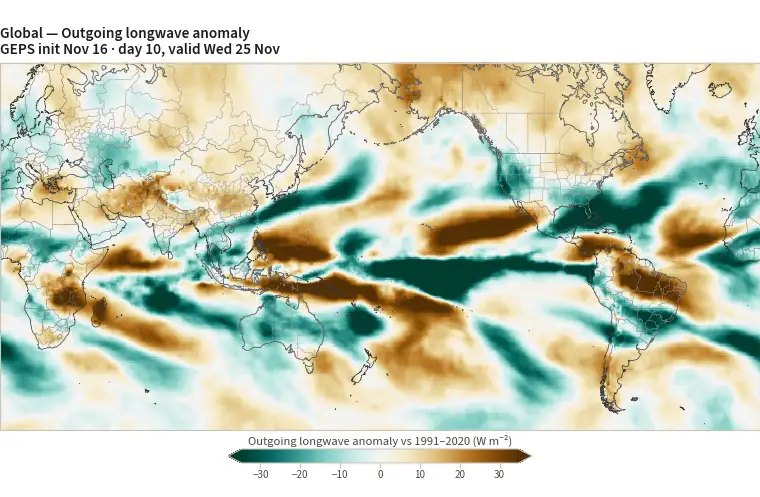 Global — Outgoing longwave anomaly
GEPS init Nov 16 · day 10, valid Wed 25 Nov
Outgoing longwave anomaly vs 1991–2020 (W m⁻²)
−30 −20 −10 0 10 20 30